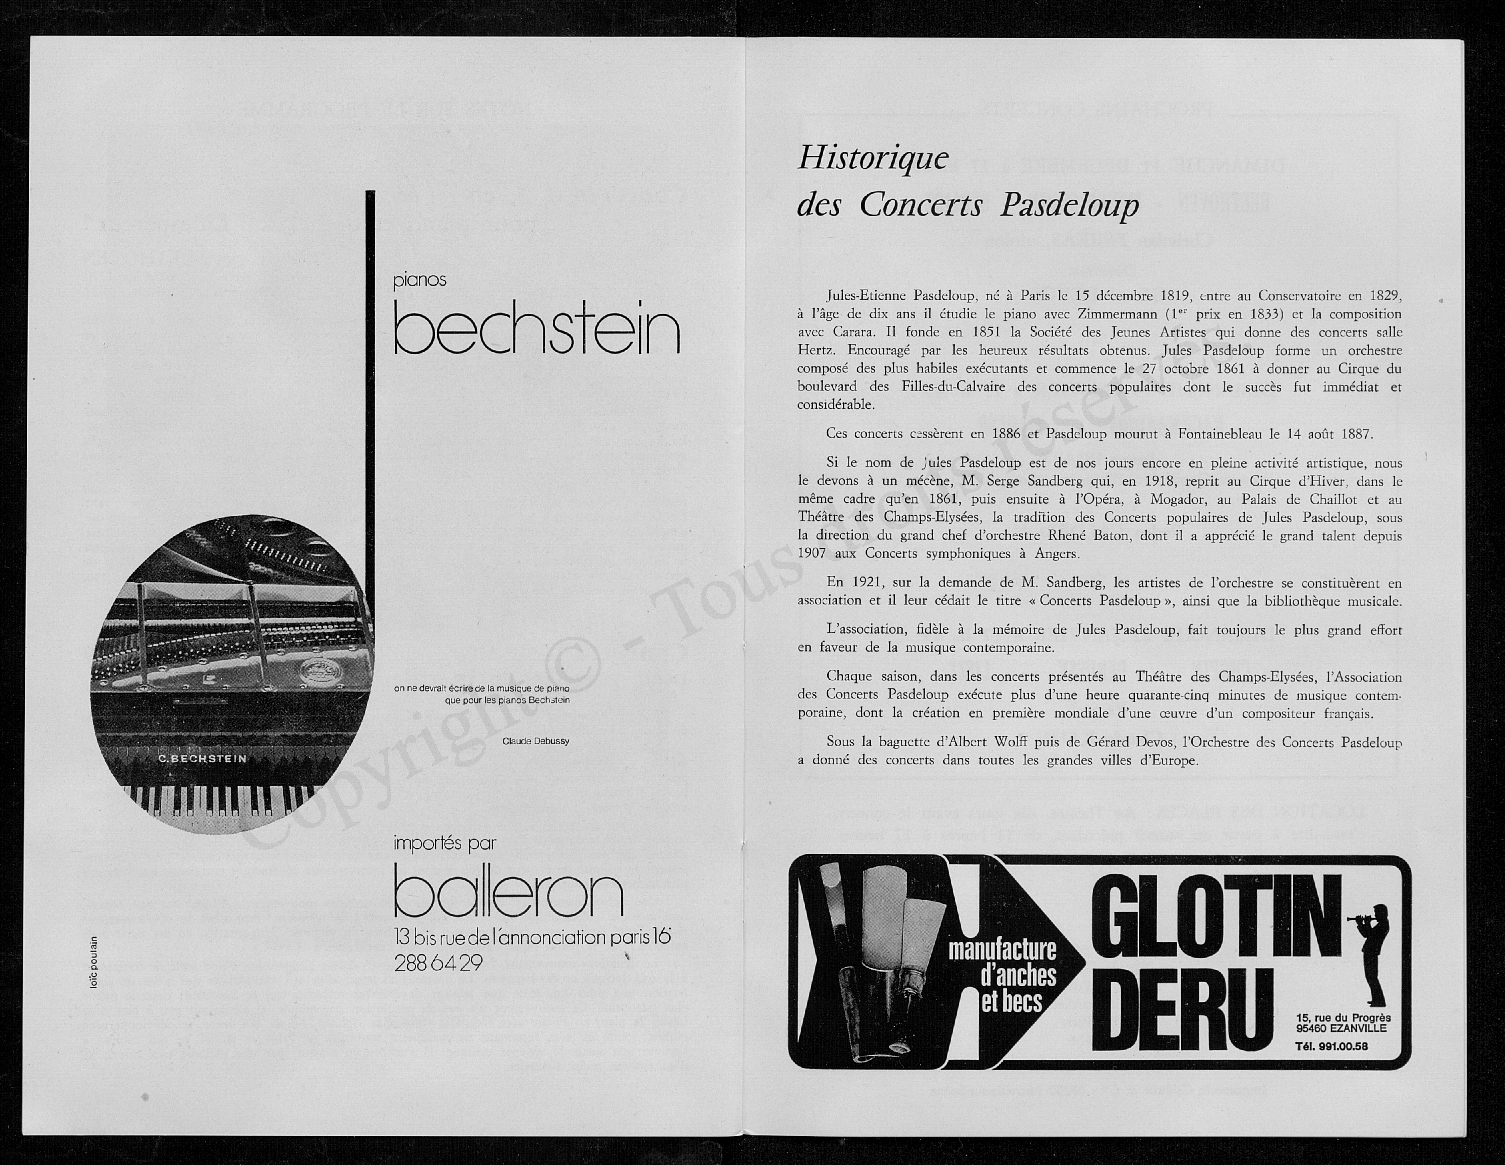 pianos
bechstein
C.BECHSTEIN
on ne devrait écrire de la musique de piano
que pour les pianos Bechstein
Claude Debussy
importés par
balleron
13 bis rue de l'annonciation paris 16
288 64 29
loïc poulain
Historique
des Concerts Pasdeloup
Jules-Etienne Pasdeloup, né à Paris le 15 décembre 1819, entre au Conservatoire en 1829,
à l'âge de dix ans il étudie le piano avec Zimmermann (1er prix en 1833) et la composition
avec Carara. Il fonde en 1851 la Société des Jeunes Artistes qui donne des concerts salle
Hertz. Encouragé par les heureux résultats obtenus. Jules Pasdeloup forme un orchestre
composé des plus habiles exécutants et commence le 27 octobre 1861 à donner au Cirque du
boulevard des Filles-du-Calvaire des concerts populaires dont le succès fut immédiat et
considérable.
Ces concerts cessèrent en 1886 et Pasdeloup mourut à Fontainebleau le 14 août 1887.
Si le nom de Jules Pasdeloup est de nos jours encore en pleine activité artistique, nous
le devons à un mécène, M. Serge Sandberg qui, en 1918, reprit au Cirque d'Hiver, dans le
même cadre qu'en 1861, puis ensuite à l'Opéra, à Mogador, au Palais de Chaillot et au
Théâtre des Champs-Elysées, la tradition des Concerts populaires de Jules Pasdeloup, sous
la direction du grand chef d'orchestre Rhené Baton, dont il a apprécié le grand talent depuis
1907 aux Concerts symphoniques à Angers.
En 1921, sur la demande de M. Sandberg, les artistes de l'orchestre se constituèrent en
association et il leur cédait le titre « Concerts Pasdeloup », ainsi que la bibliothèque musicale.
L'association, fidèle à la mémoire de Jules Pasdeloup, fait toujours le plus grand effort
en faveur de la musique contemporaine.
Chaque saison, dans les concerts présentés au Théâtre des Champs-Elysées, l'Association
des Concerts Pasdeloup exécute plus d'une heure quarante-cinq minutes de musique contem-
poraine, dont la création en première mondiale d'une œuvre d'un compositeur français.
Sous la baguette d'Albert Wolff puis de Gérard Devos, l'Orchestre des Concerts Pasdeloup
a donné des concerts dans toutes les grandes villes d'Europe.
manufacture
d'anches
et becs
GLOTIN
DERU
15, rue du Progrès
95460 EZANVILLE
Tél. 991.00.58
Copyright © - Tous droits réservés.